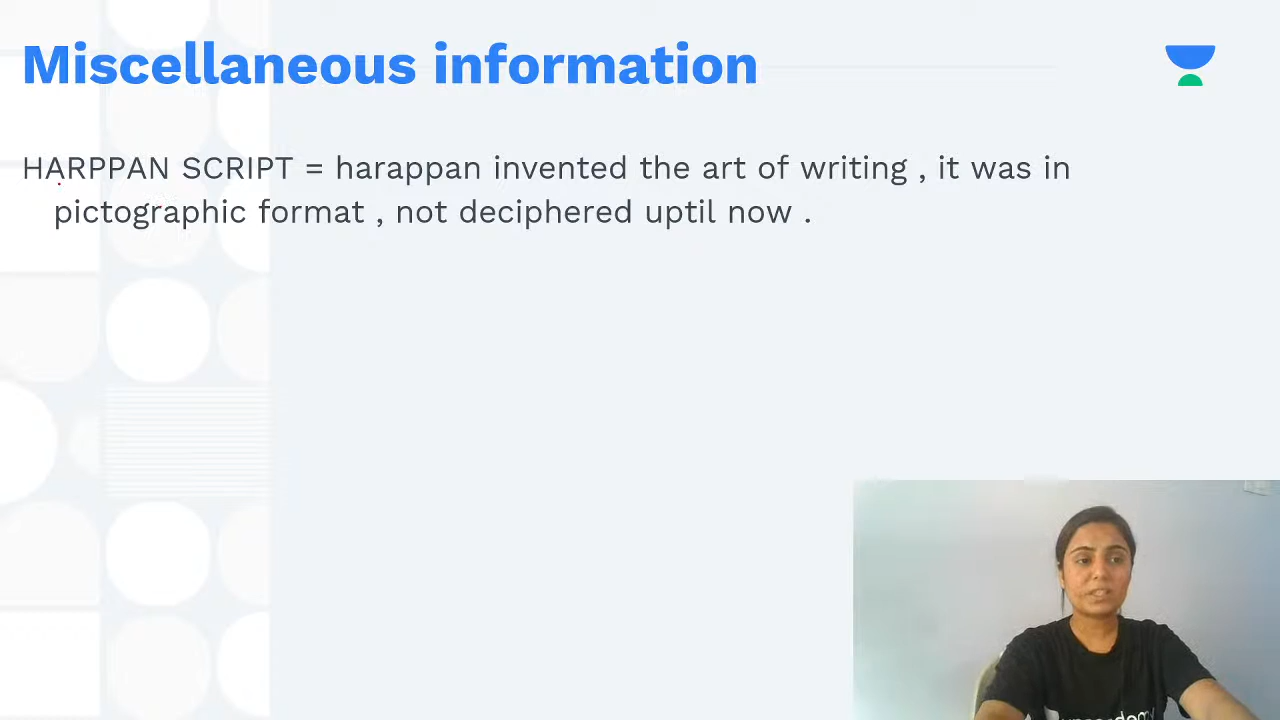 Miscellaneous information
HARPPAN SCRIPT = harappan invented the art of writing , it was in
pictographic format , not deciphered uptil now .